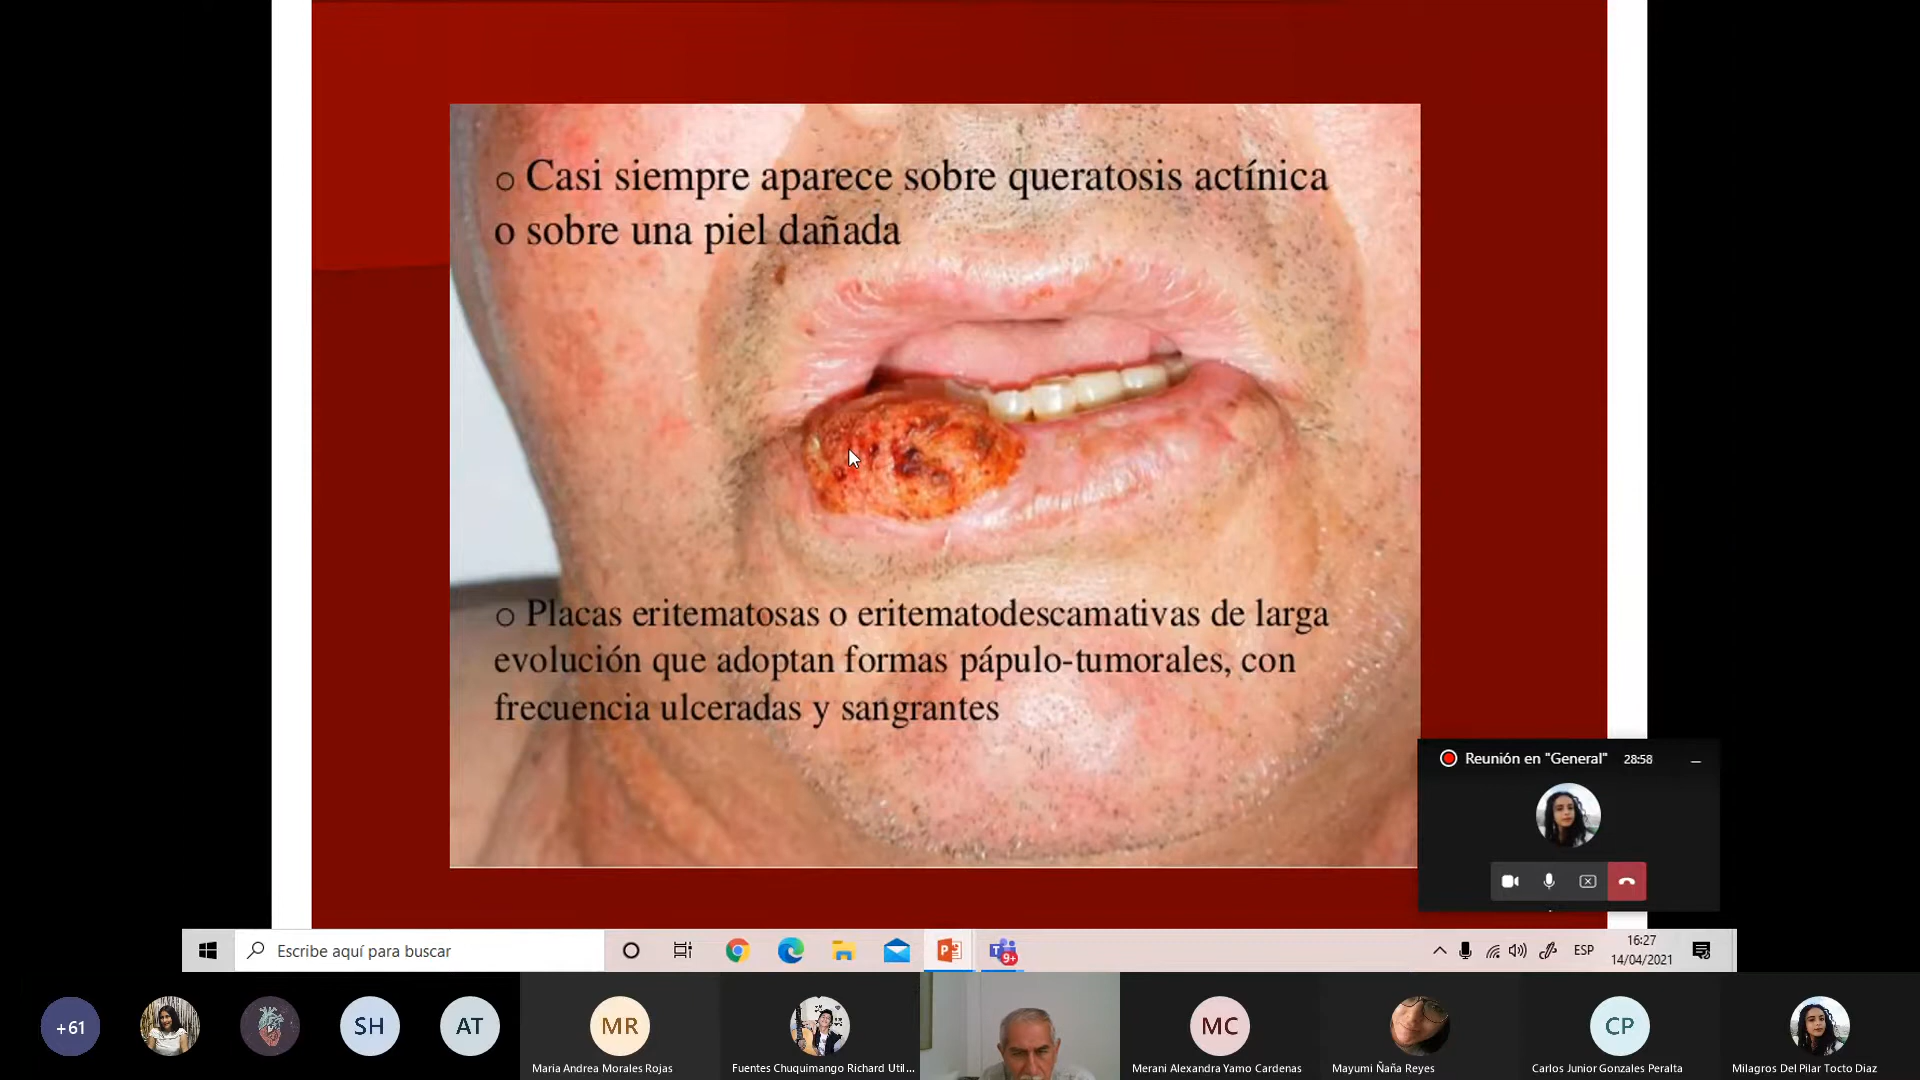 o Casi siempre aparece sobre queratosis actínica
o sobre una piel dañada
o Placas eritematosas o eritematodescamativas de larga
evolución que adoptan formas pápulo-tumorales, con
frecuencia ulceradas y sangrantes
Reunión en "General" 28:58
Escribe aquí para buscar
9+
ESP
16:27
14/04/2021
+61
SH
AT
MR
MC
CP
Maria Andrea Morales Rojas
Fuentes Chuquimango Richard Util...
Merani Alexandra Yamo Cardenas
Mayumi Ñaña Reyes
Carlos Junior Gonzales Peralta
Milagros Del Pilar Tocto Diaz